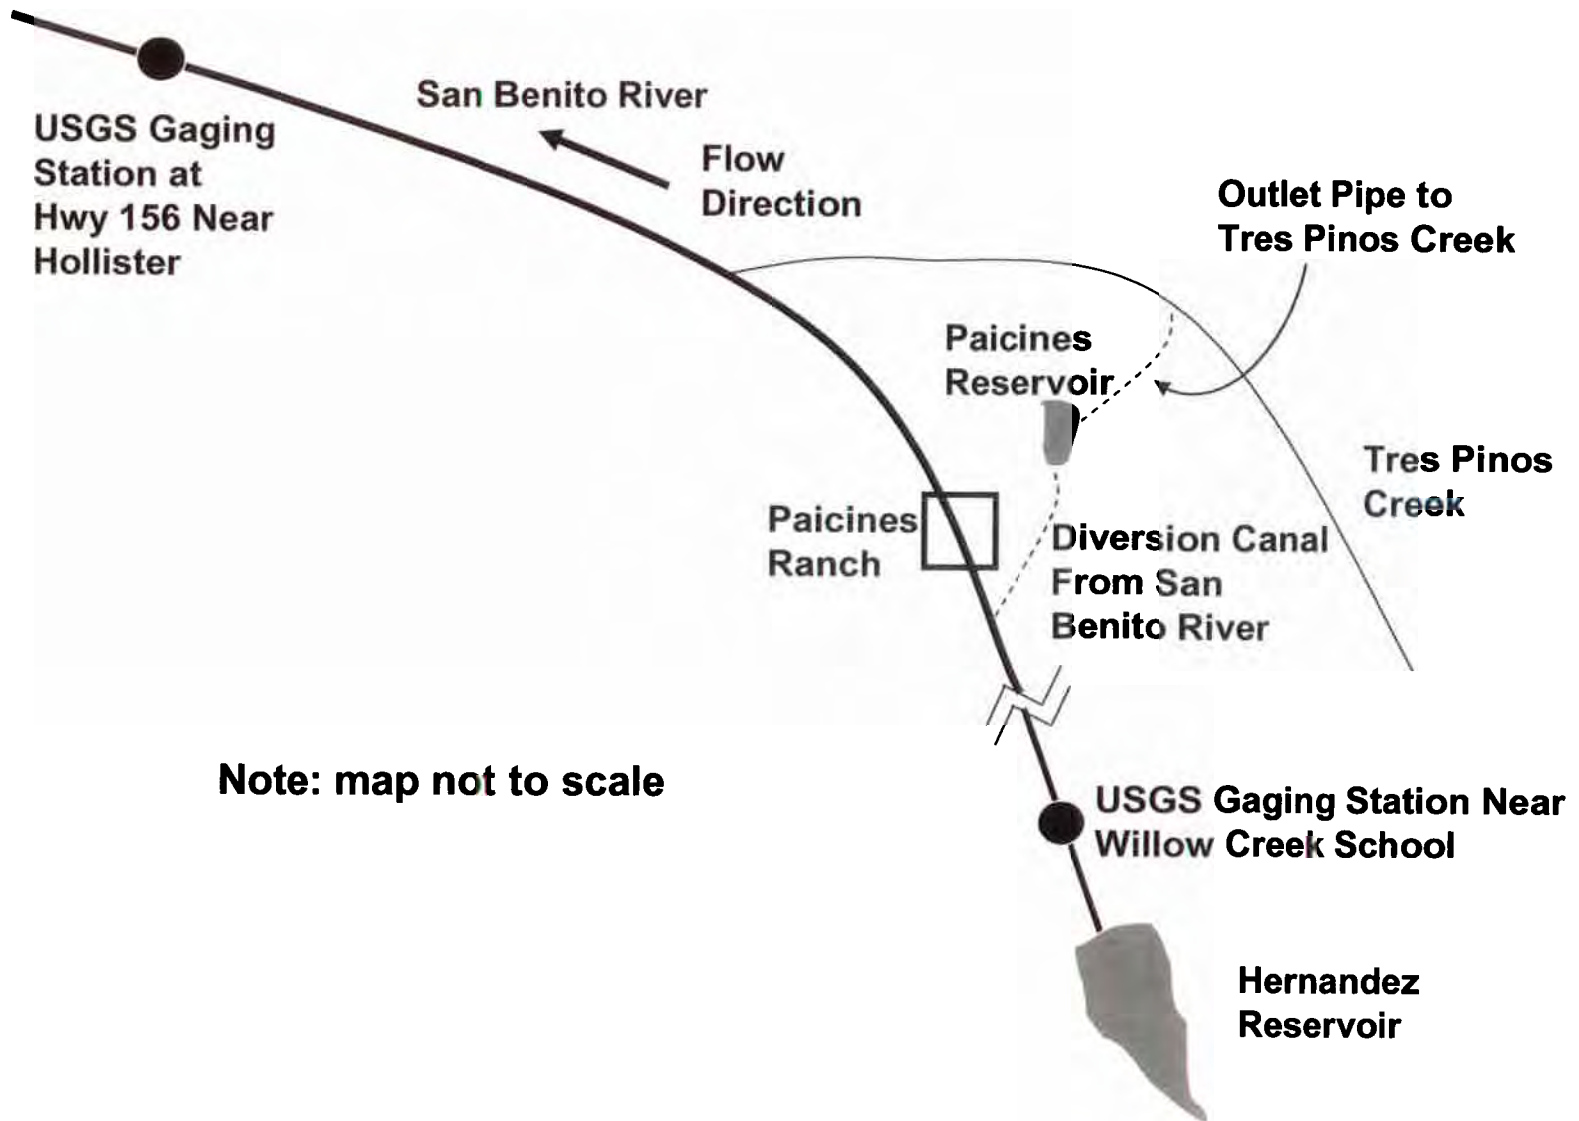 San Benito River
USGS Gaging
Station at
Hwy 156 Near
Hollister
Flow
Direction
Outlet Pipe to
Tres Pinos Creek
Paicines
Reservoir
Tres Pinos
Creek
Paicines
Ranch
Diversion Canal
From San
Benito River
Note: map not to scale
USGS Gaging Station Near
Willow Creek School
Hernandez
Reservoir